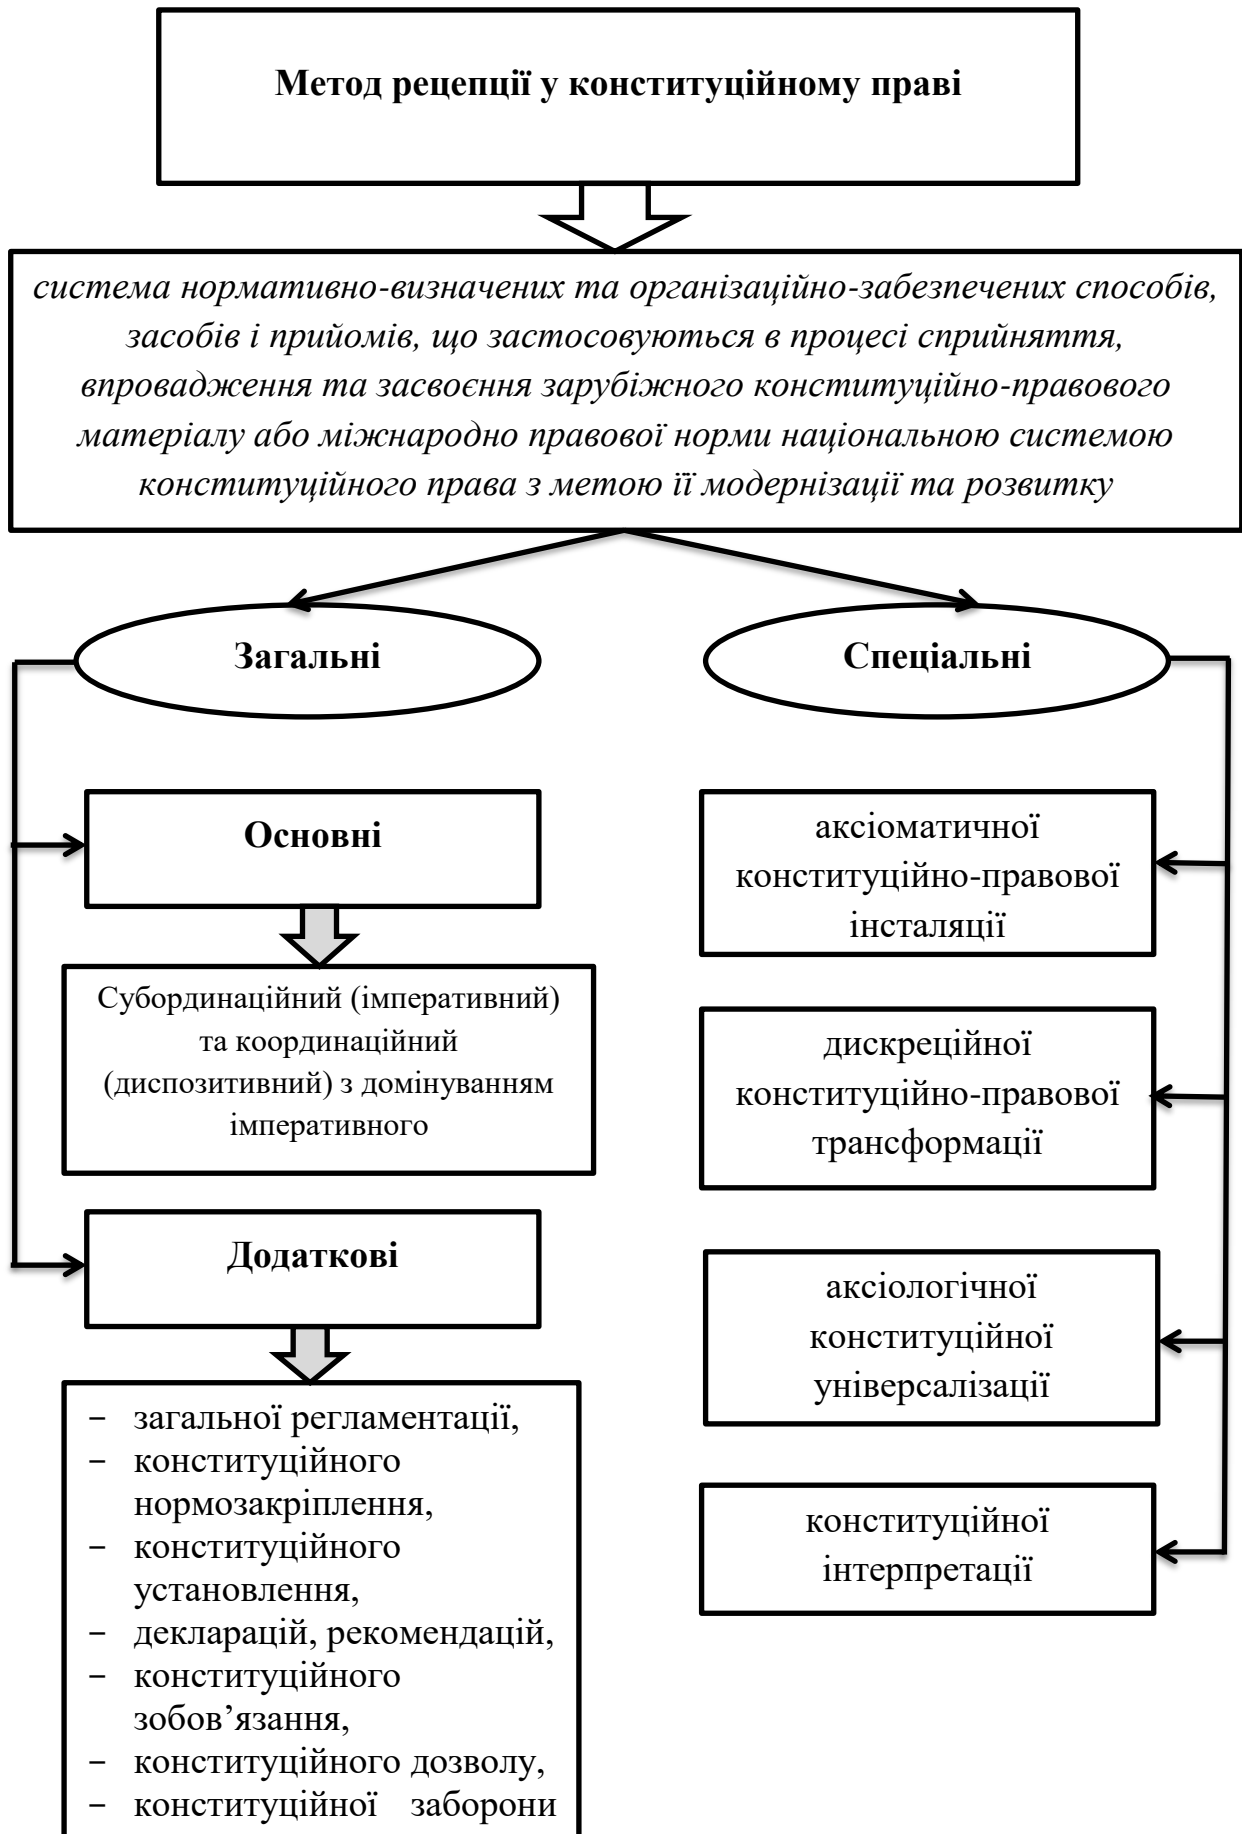 Метод рецепції у конституційному праві
система нормативно-визначених та організаційно-забезпечених способів,
засобів і прийомів, що застосовуються в процесі сприйняття,
впровадження та засвоєння зарубіжного конституційно-правового
матеріалу або міжнародно правової норми національною системою
конституційного права з метою її модернізації та розвитку
Загальні
Основні
Субординаційний (імперативний)
та координаційний
(диспозитивний) з домінуванням
імперативного
Додаткові
– загальної регламентації,
– конституційного
нормозакріплення,
– конституційного
установлення,
– декларацій, рекомендацій,
– конституційного
зобов’язання,
– конституційного дозволу,
– конституційної заборони
Спеціальні
аксіоматичної
конституційно-правової
інсталяції
дискреційної
конституційно-правової
трансформації
аксіологічної
конституційної
універсалізації
конституційної
інтерпретації